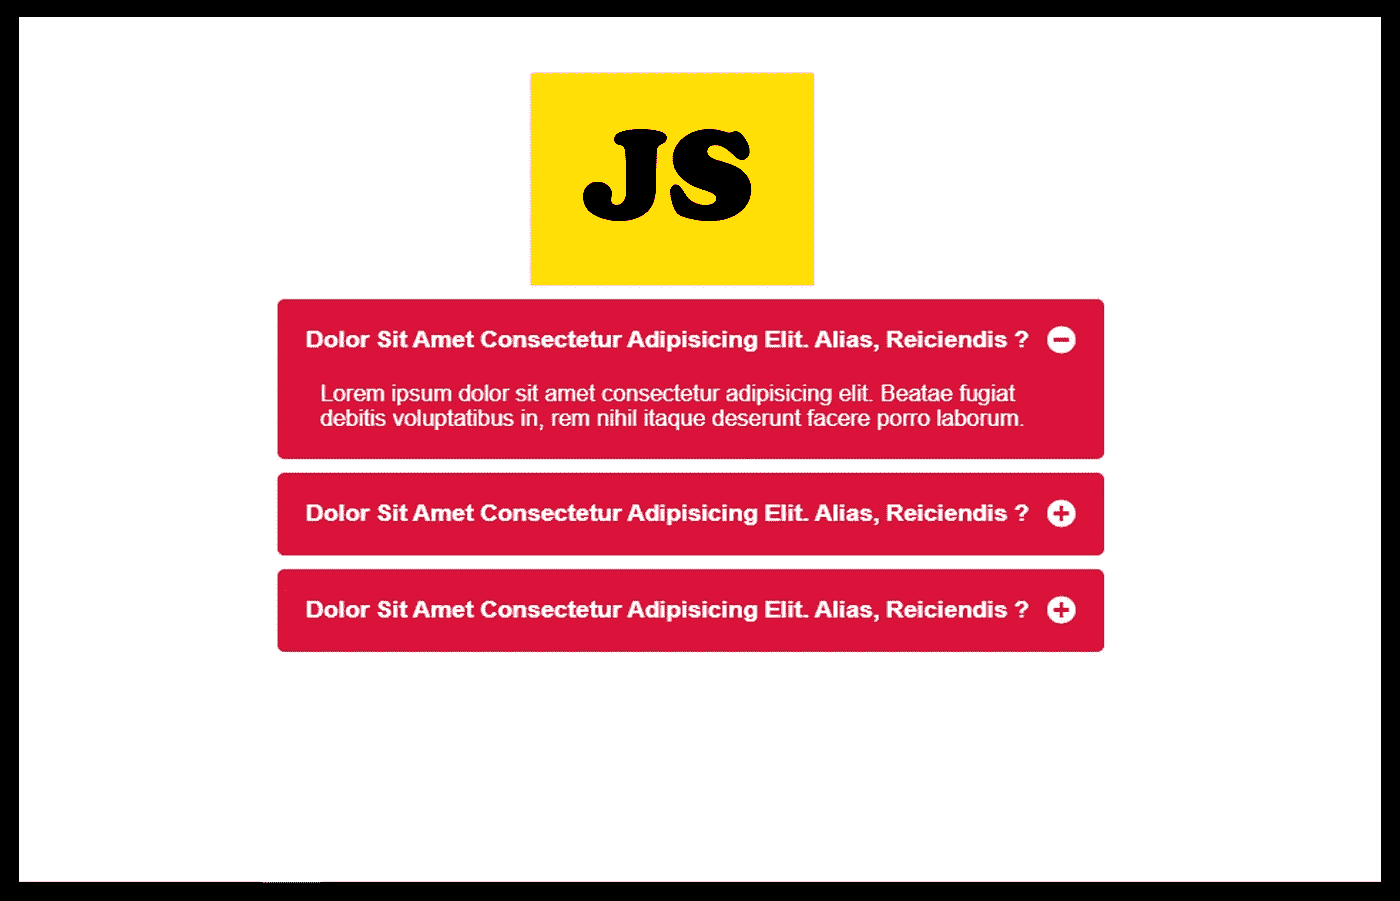 JS
Dolor Sit Amet Consectetur Adipisicing Elit. Alias, Reiciendis ?
Lorem ipsum dolor sit amet consectetur adipisicing elit. Beatae fugiat
debitis voluptatibus in, rem nihil itaque deserunt facere porro laborum.
Dolor Sit Amet Consectetur Adipisicing Elit. Alias, Reiciendis ?
Dolor Sit Amet Consectetur Adipisicing Elit. Alias, Reiciendis ?